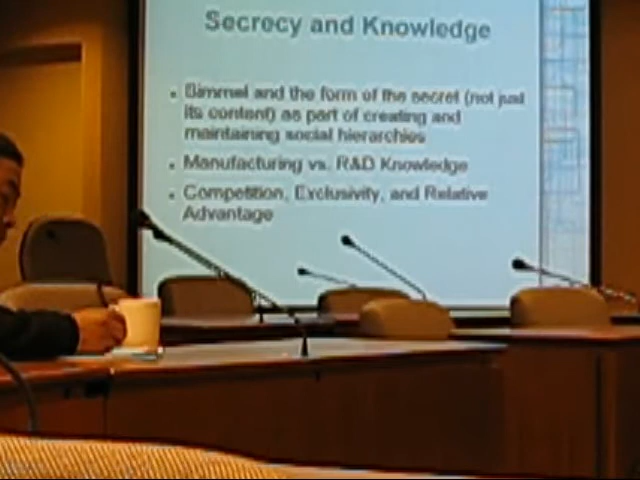 Secrecy and Knowledge
• Simmel and the form of the secret (not just
its content) as part of creating and
maintaining social hierarchies
• Manufacturing vs. R&D Knowledge
• Competition, Exclusivity, and Relative
Advantage